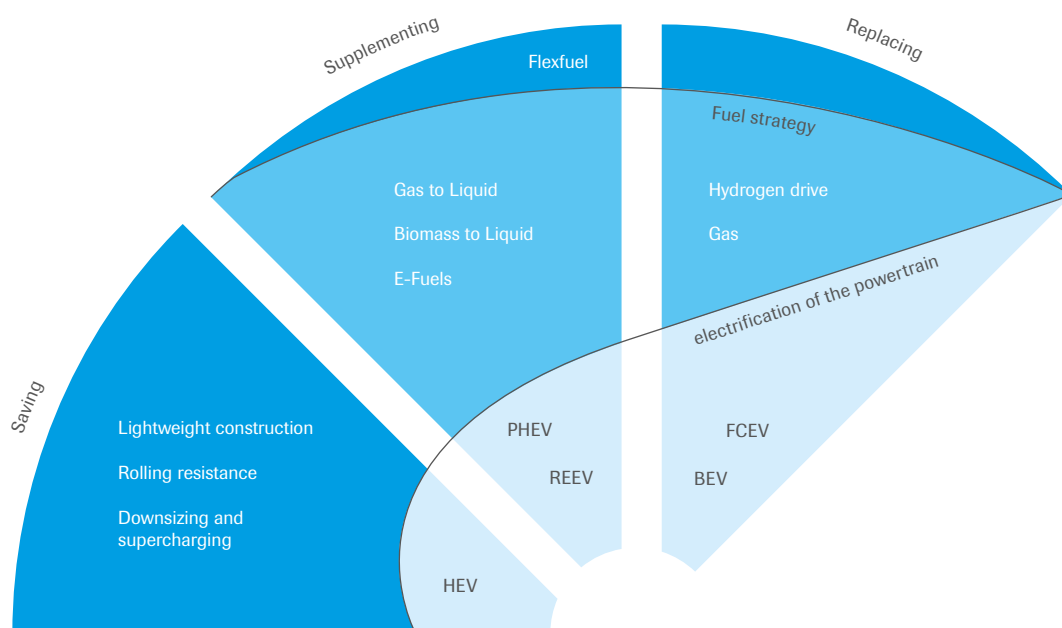 Supplementing
Replacing
Flexfuel
Fuel strategy
Gas to Liquid
Biomass to Liquid
E-Fuels
Hydrogen drive
Gas
electrification of the powertrain
Saving
Lightweight construction
Rolling resistance
Downsizing and
supercharging
PHEV
REEV
FCEV
BEV
HEV